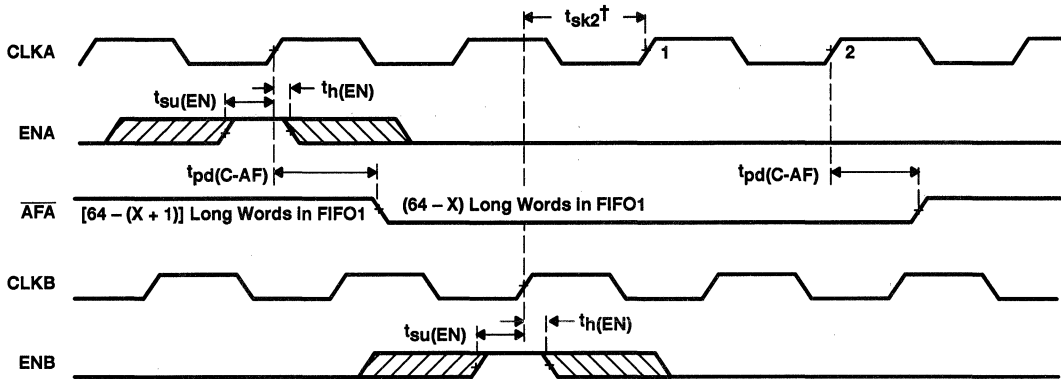 tsk2†
CLKA
1
2
tsu(EN)
th(EN)
ENA
tpd(C-AF)
tpd(C-AF)
AFA
[64 – (X + 1)] Long Words in FIFO1
(64 – X) Long Words in FIFO1
CLKB
tsu(EN)
th(EN)
ENB